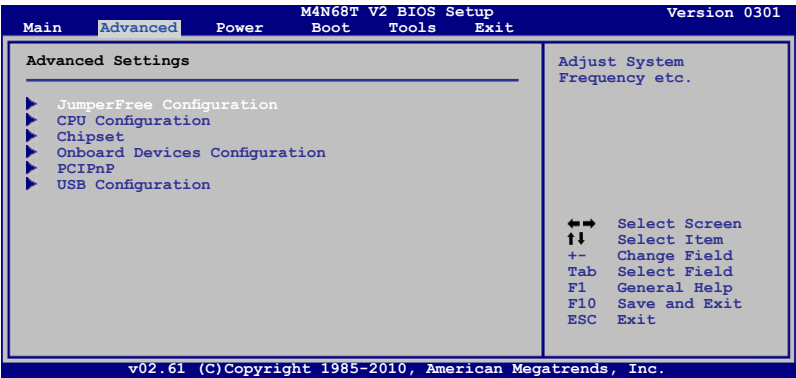 M4N68T V2 BIOS Setup Version 0301
Main Advanced Power Boot Tools Exit
Advanced Settings
JumperFree Configuration
CPU Configuration
Chipset
Onboard Devices Configuration
PCIPnP
USB Configuration
Adjust System
Frequency etc.
←→ Select Screen
↑↓ Select Item
+- Change Field
Tab Select Field
F1 General Help
F10 Save and Exit
ESC Exit
v02.61 (C)Copyright 1985-2010, American Megatrends, Inc.